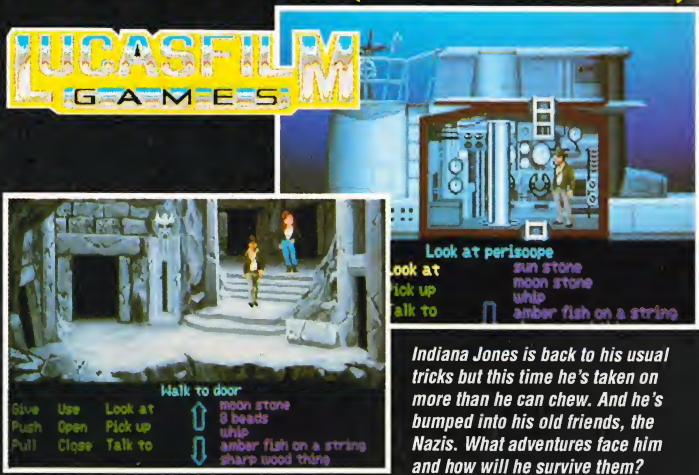 LUCASFILM
GAMES
Look at periscope
Look at sun stone
Pick up moon stone
Talk to whip
amber fish on a string
Walk to door
Give Use Look at moon stone
Push Open Pick up 8 beads
Pull Close Talk to whip
amber fish on a string
sharp wood thing
Indiana Jones is back to his usual
tricks but this time he's taken on
more than he can chew. And he's
bumped into his old friends, the
Nazis. What adventures face him
and how will he survive them?